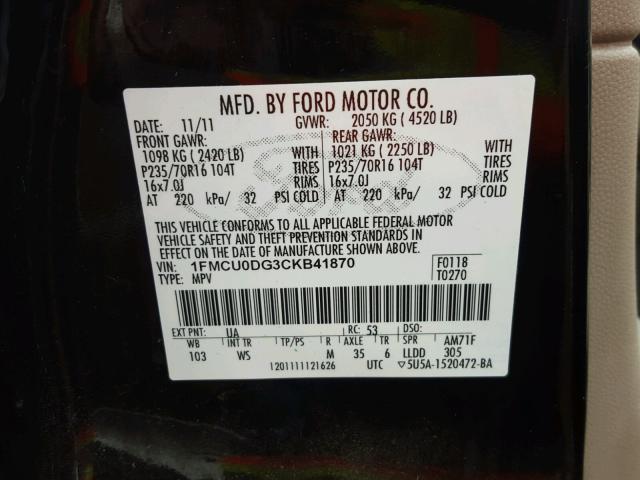 MFD. BY FORD MOTOR CO.
DATE: 11/11 GVWR: 2050 KG ( 4520 LB)
FRONT GAWR: REAR GAWR:
1098 KG ( 2420 LB) WITH 1021 KG ( 2250 LB) WITH
P235/70R16 104T TIRES P235/70R16 104T TIRES
16x7.0J RIMS 16x7.0J RIMS
AT 220 kPa/ 32 PSI COLD AT 220 kPa/ 32 PSI COLD
THIS VEHICLE CONFORMS TO ALL APPLICABLE FEDERAL MOTOR
VEHICLE SAFETY AND THEFT PREVENTION STANDARDS IN
EFFECT ON THE DATE OF MANUFACTURE SHOWN ABOVE.
VIN: 1FMCU0DG3CKB41870 F0118
TYPE: MPV T0270
EXT PNT: UA RC: 53 DSO:
WB INT TR TP/PS R AXLE TR SPR AM71F
103 WS M 35 6 LLDD 305
1201111121626 UTC ▽5U5A-1520472-BA